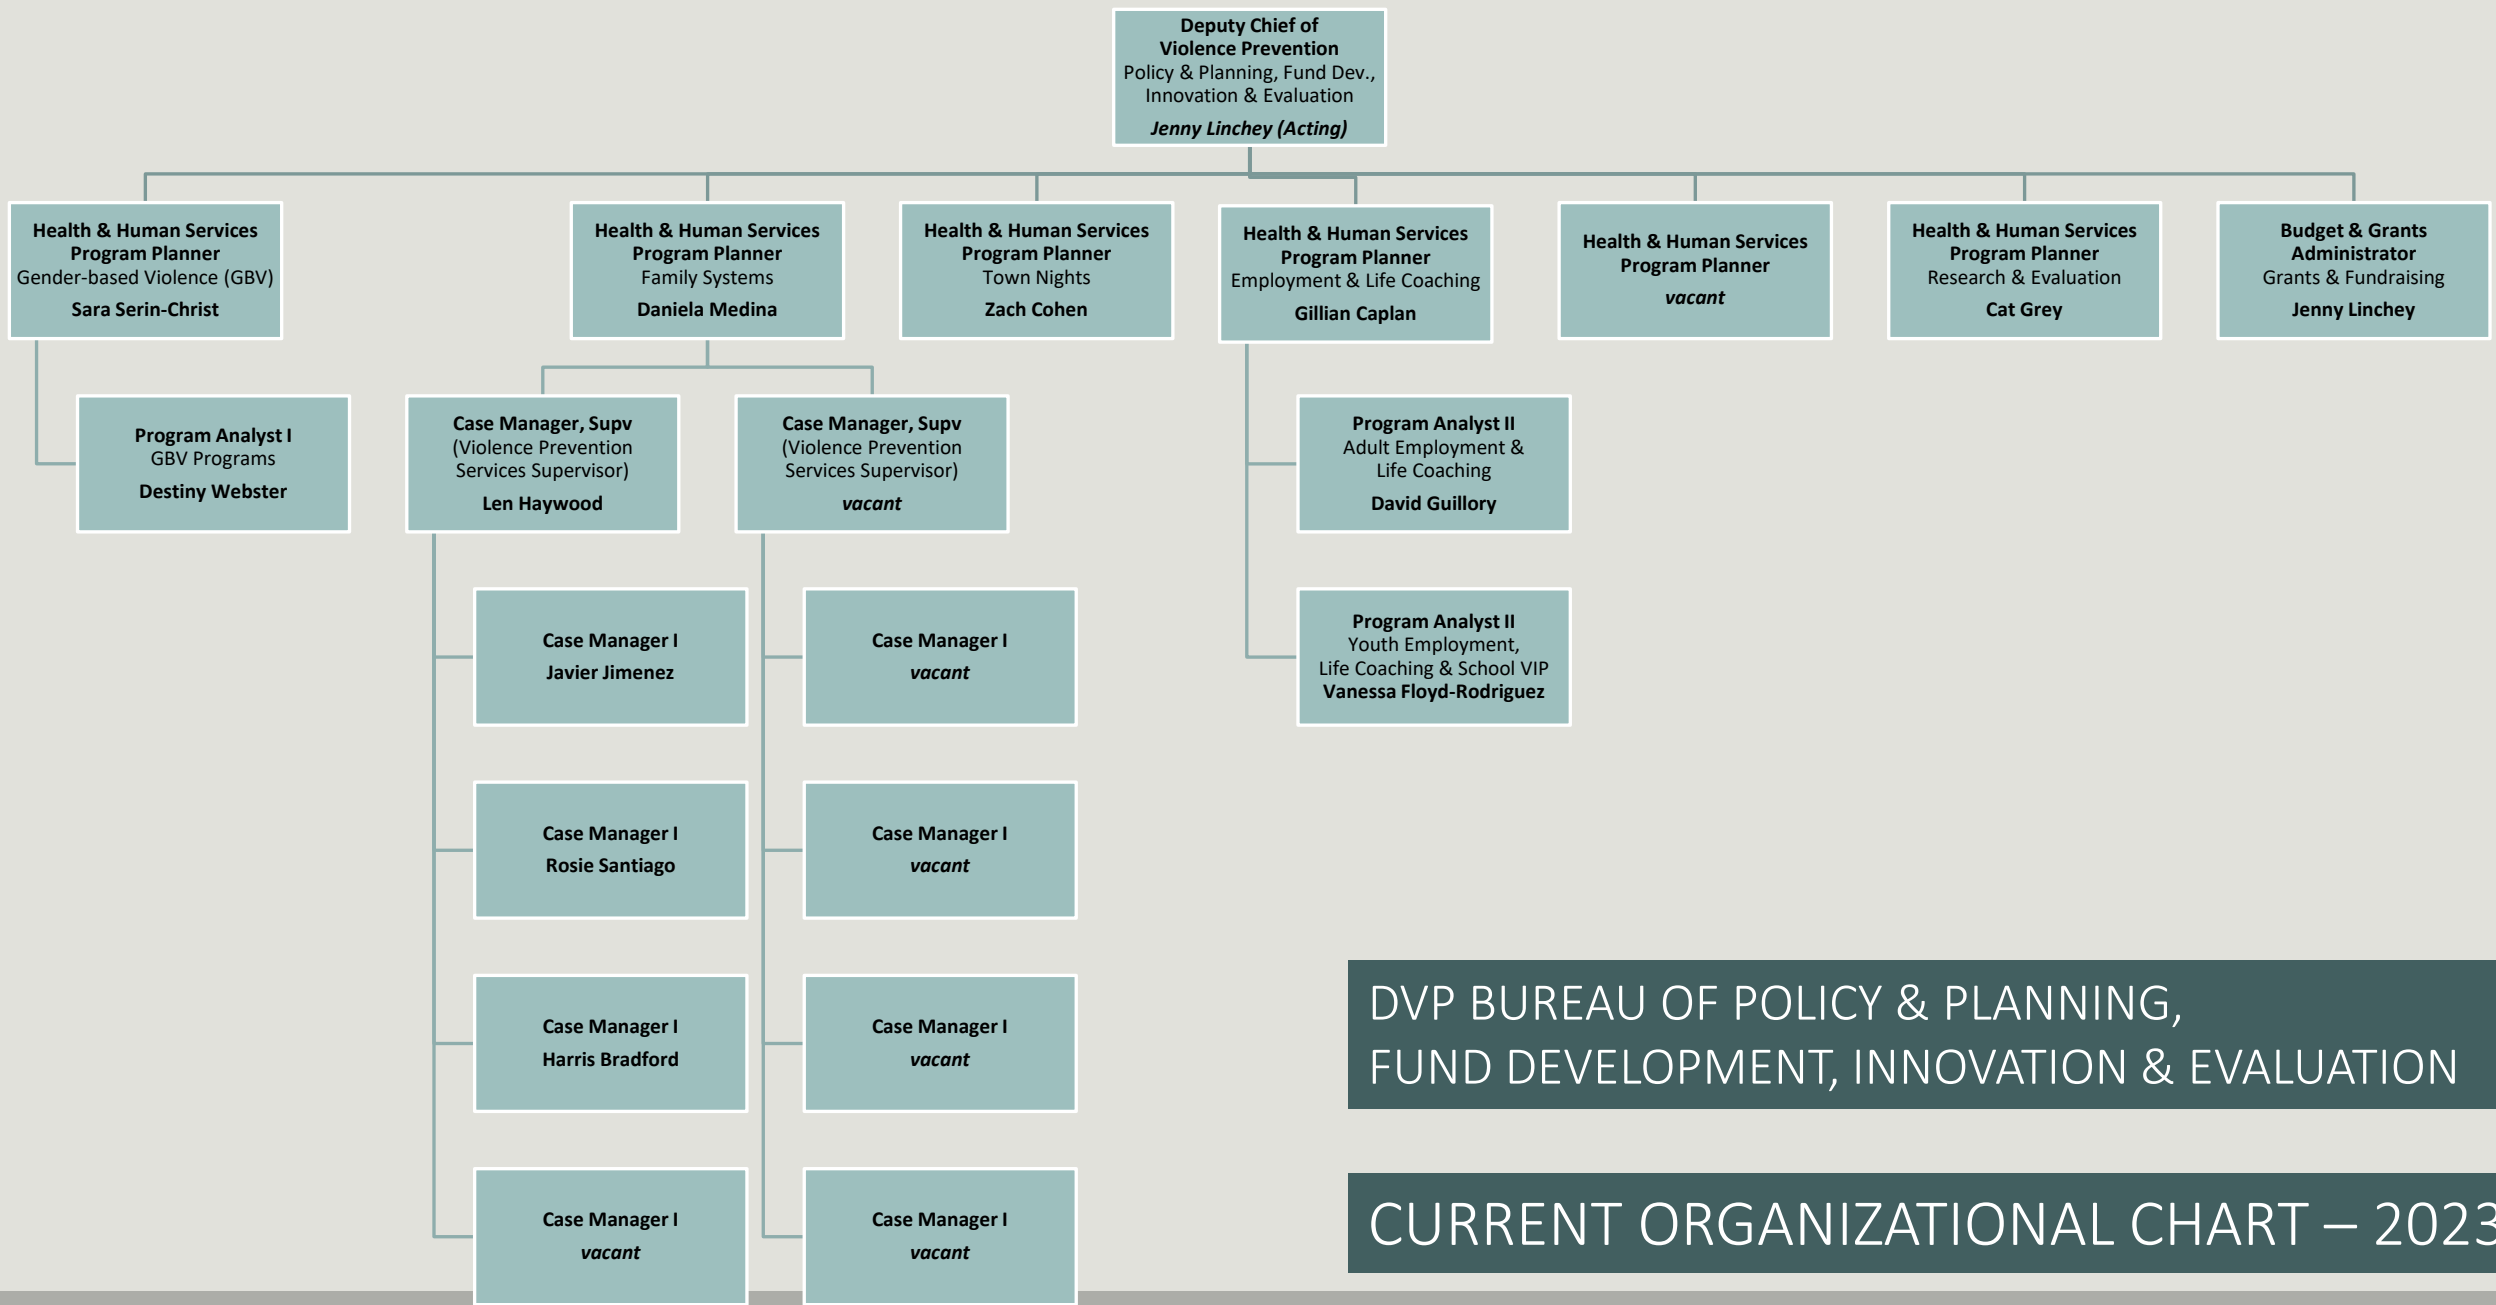 Deputy Chief of
Violence Prevention
Policy & Planning, Fund Dev.,
Innovation & Evaluation
Jenny Linchey (Acting)
Health & Human Services
Program Planner
Gender-based Violence (GBV)
Sara Serin-Christ
Health & Human Services
Program Planner
Family Systems
Daniela Medina
Health & Human Services
Program Planner
Town Nights
Zach Cohen
Health & Human Services
Program Planner
Employment & Life Coaching
Gillian Caplan
Health & Human Services
Program Planner
vacant
Health & Human Services
Program Planner
Research & Evaluation
Cat Grey
Budget & Grants
Administrator
Grants & Fundraising
Jenny Linchey
Program Analyst I
GBV Programs
Destiny Webster
Case Manager, Supv
(Violence Prevention
Services Supervisor)
Len Haywood
Case Manager, Supv
(Violence Prevention
Services Supervisor)
vacant
Program Analyst II
Adult Employment &
Life Coaching
David Guillory
Case Manager I
Javier Jimenez
Case Manager I
vacant
Program Analyst II
Youth Employment,
Life Coaching & School VIP
Vanessa Floyd-Rodriguez
Case Manager I
Rosie Santiago
Case Manager I
vacant
Case Manager I
Harris Bradford
Case Manager I
vacant
Case Manager I
vacant
Case Manager I
vacant
DVP BUREAU OF POLICY & PLANNING,
FUND DEVELOPMENT, INNOVATION & EVALUATION
CURRENT ORGANIZATIONAL CHART – 2023